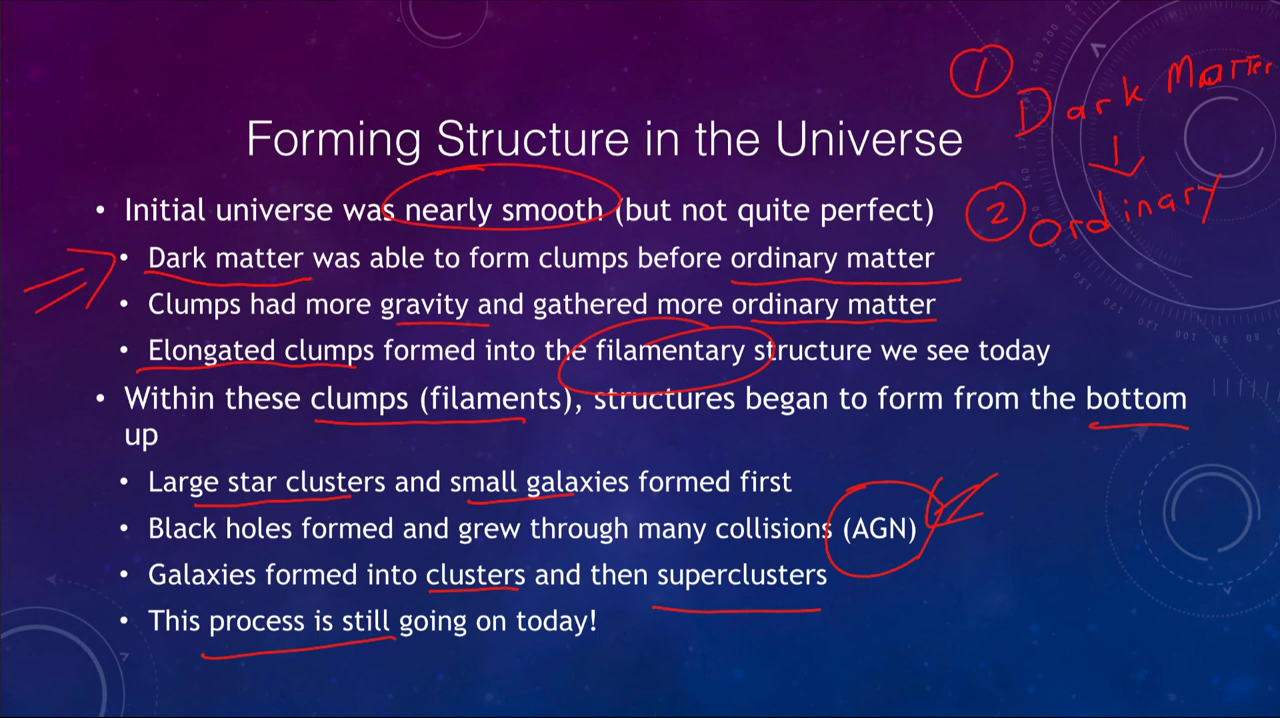 ① Dark Matter
↓
② Ordinary
Forming Structure in the Universe
• Initial universe was nearly smooth (but not quite perfect)
• Dark matter was able to form clumps before ordinary matter
• Clumps had more gravity and gathered more ordinary matter
• Elongated clumps formed into the filamentary structure we see today
• Within these clumps (filaments), structures began to form from the bottom
up
• Large star clusters and small galaxies formed first
• Black holes formed and grew through many collisions (AGN)
• Galaxies formed into clusters and then superclusters
• This process is still going on today!